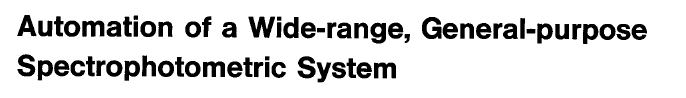 Automation of a Wide-range, General-purpose
Spectrophotometric System